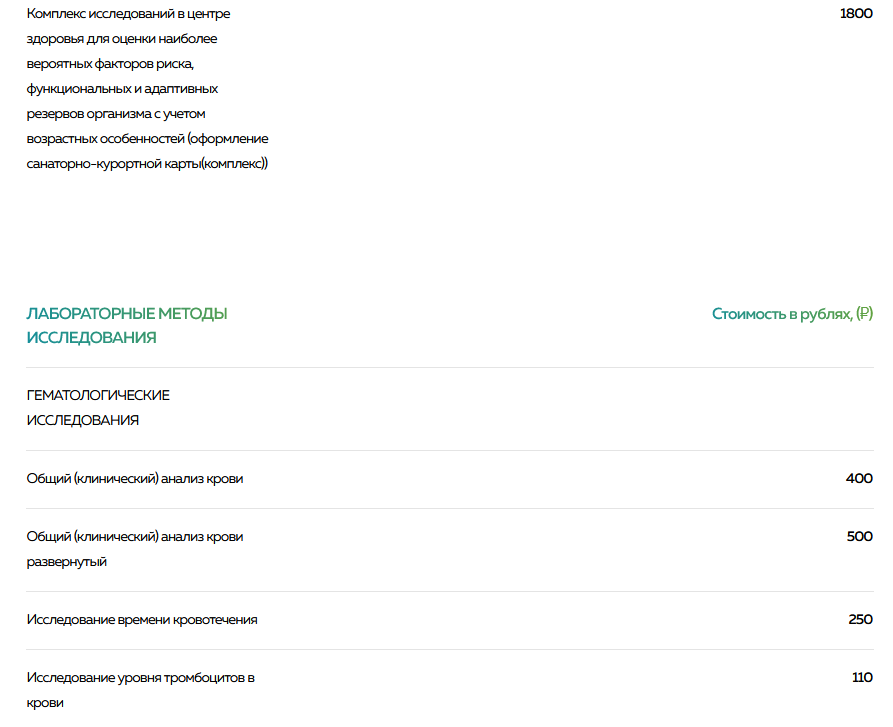 Комплекс исследований в центре 1800
здоровья для оценки наиболее
вероятных факторов риска,
функциональных и адаптивных
резервов организма с учетом
возрастных особенностей (оформление
санаторно-курортной карты(комплекс))
ЛАБОРАТОРНЫЕ МЕТОДЫ Стоимость в рублях, (₽)
ИССЛЕДОВАНИЯ
ГЕМАТОЛОГИЧЕСКИЕ
ИССЛЕДОВАНИЯ
Общий (клинический) анализ крови 400
Общий (клинический) анализ крови 500
развернутый
Исследование времени кровотечения 250
Исследование уровня тромбоцитов в 110
крови